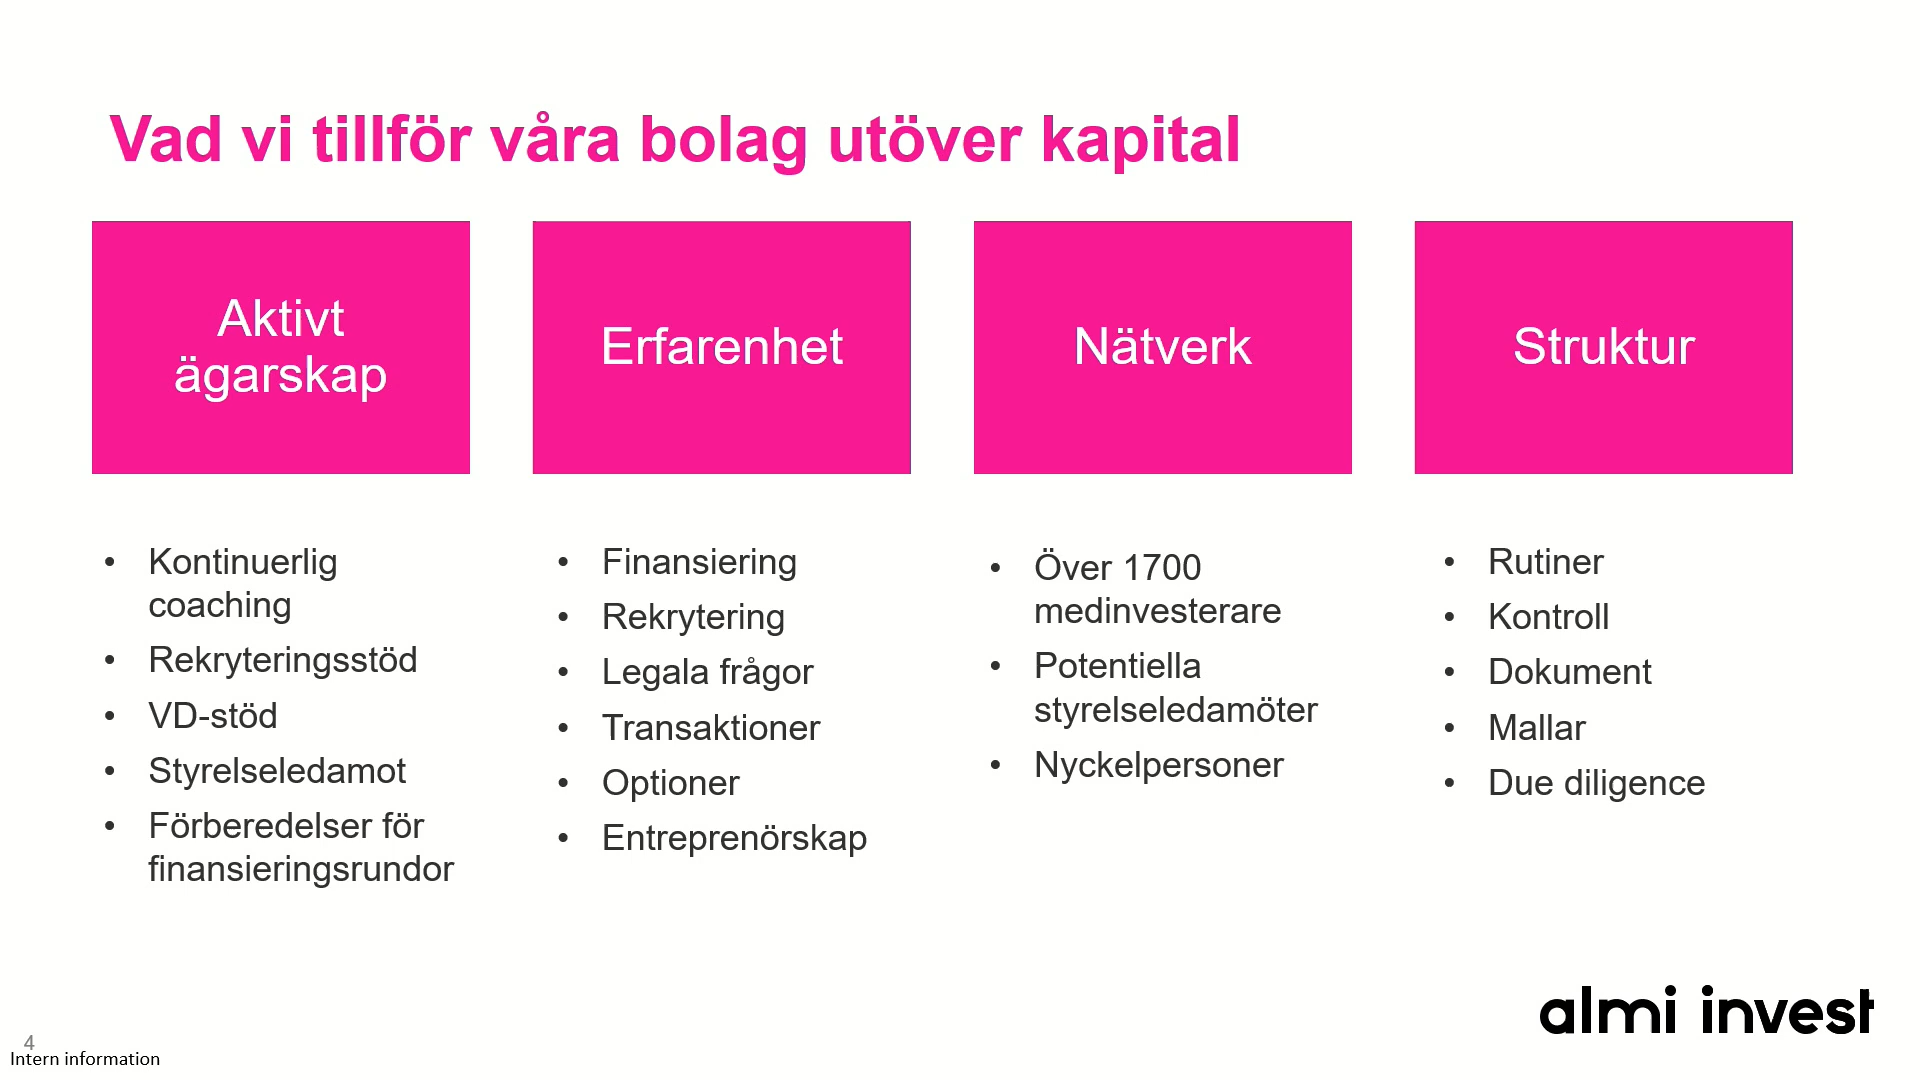 Vad vi tillför våra bolag utöver kapital
Aktivt
ägarskap
• Kontinuerlig
coaching
• Rekryteringsstöd
• VD-stöd
• Styrelseledamot
• Förberedelser för
finansieringsrundor
Erfarenhet
• Finansiering
• Rekrytering
• Legala frågor
• Transaktioner
• Optioner
• Entreprenörskap
Nätverk
• Över 1700
medinvesterare
• Potentiella
styrelseledamöter
• Nyckelpersoner
Struktur
• Rutiner
• Kontroll
• Dokument
• Mallar
• Due diligence
almi invest
4
Intern information